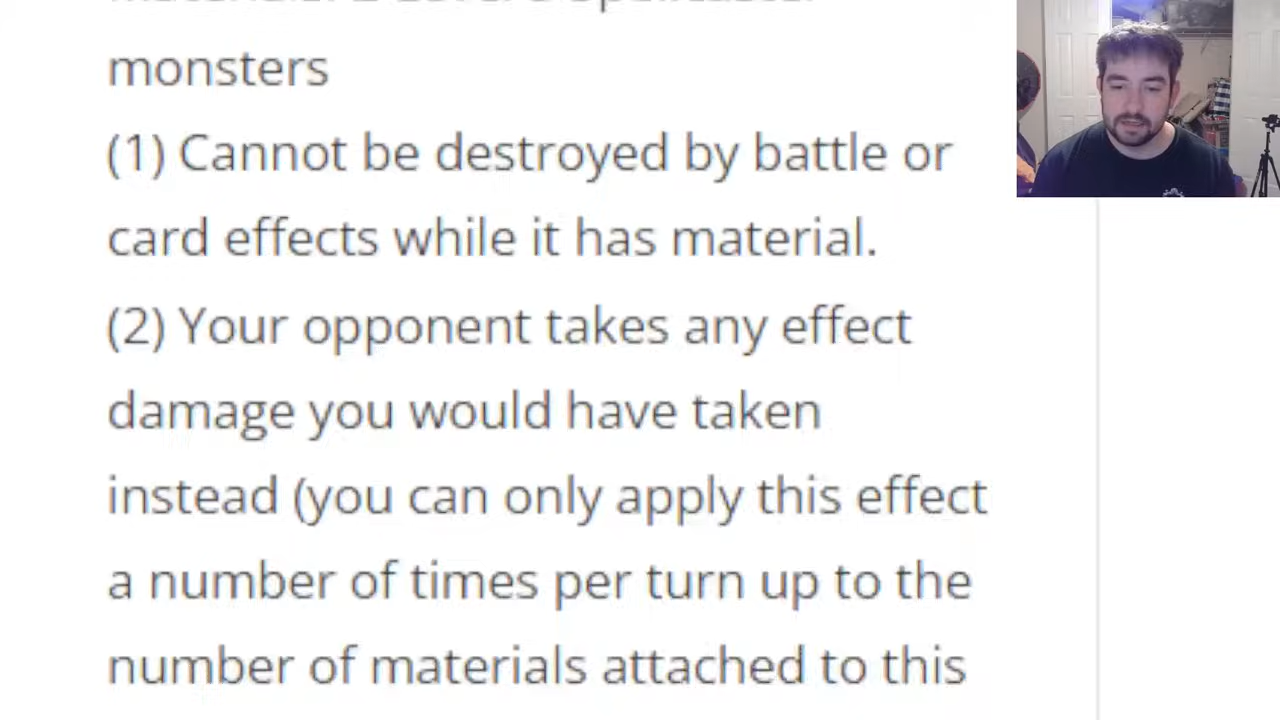 monsters
(1) Cannot be destroyed by battle or
card effects while it has material.
(2) Your opponent takes any effect
damage you would have taken
instead (you can only apply this effect
a number of times per turn up to the
number of materials attached to this